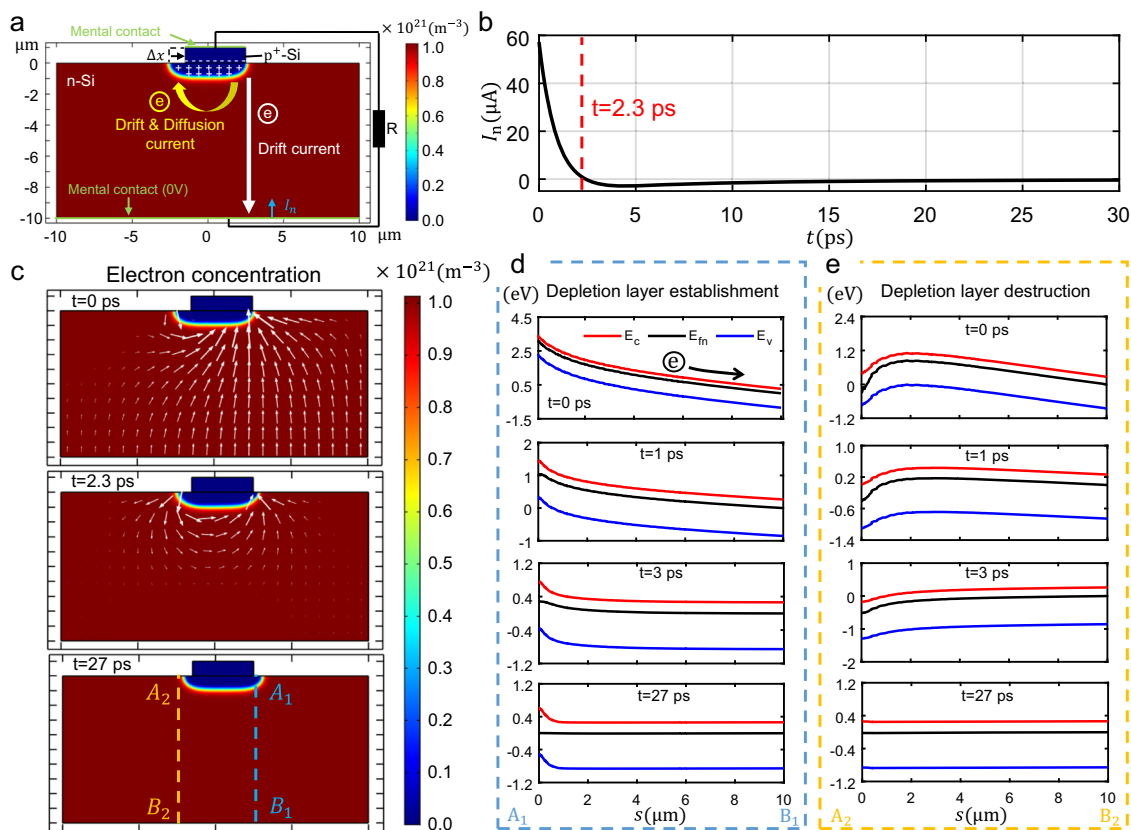 a
× 10²¹(m⁻³)
μm
Mental contact
Δx
p⁺-Si
n-Si
+ + + + + + +
e
e
Drift & Diffusion
current
Drift current
R
Mental contact (0V)
Iₙ
0
-2
-4
-6
-8
-10
-10 -5 0 5 10
μm
1.0
0.8
0.6
0.4
0.2
0.0
b
Iₙ(μA)
60
40
20
0
t=2.3 ps
0 5 10 15 20 25 30
t(ps)
c
Electron concentration
× 10²¹(m⁻³)
t=0 ps
t=2.3 ps
t=27 ps
A₂ A₁
B₂ B₁
1.0
0.9
0.8
0.7
0.6
0.5
0.4
0.3
0.2
0.1
0.0
d
(eV)
Depletion layer establishment
4.5
2.5
0.5
-1.5
E_c E_fn E_v
e
t=0 ps
2
1
0
-1
t=1 ps
0.4
-0.4
-1.2
t=3 ps
1.2
0.4
-0.4
-1.2
t=27 ps
0 2 4 6 8 10
A₁ s(μm) B₁
e
(eV)
Depletion layer destruction
2.4
1.2
0
-1.2
t=0 ps
1.0
0.2
-0.6
-1.4
t=1 ps
0
-1
2
t=3 ps
1.2
0.4
-0.4
-1.2
t=27 ps
0 2 4 6 8 10
A₂ s(μm) B₂